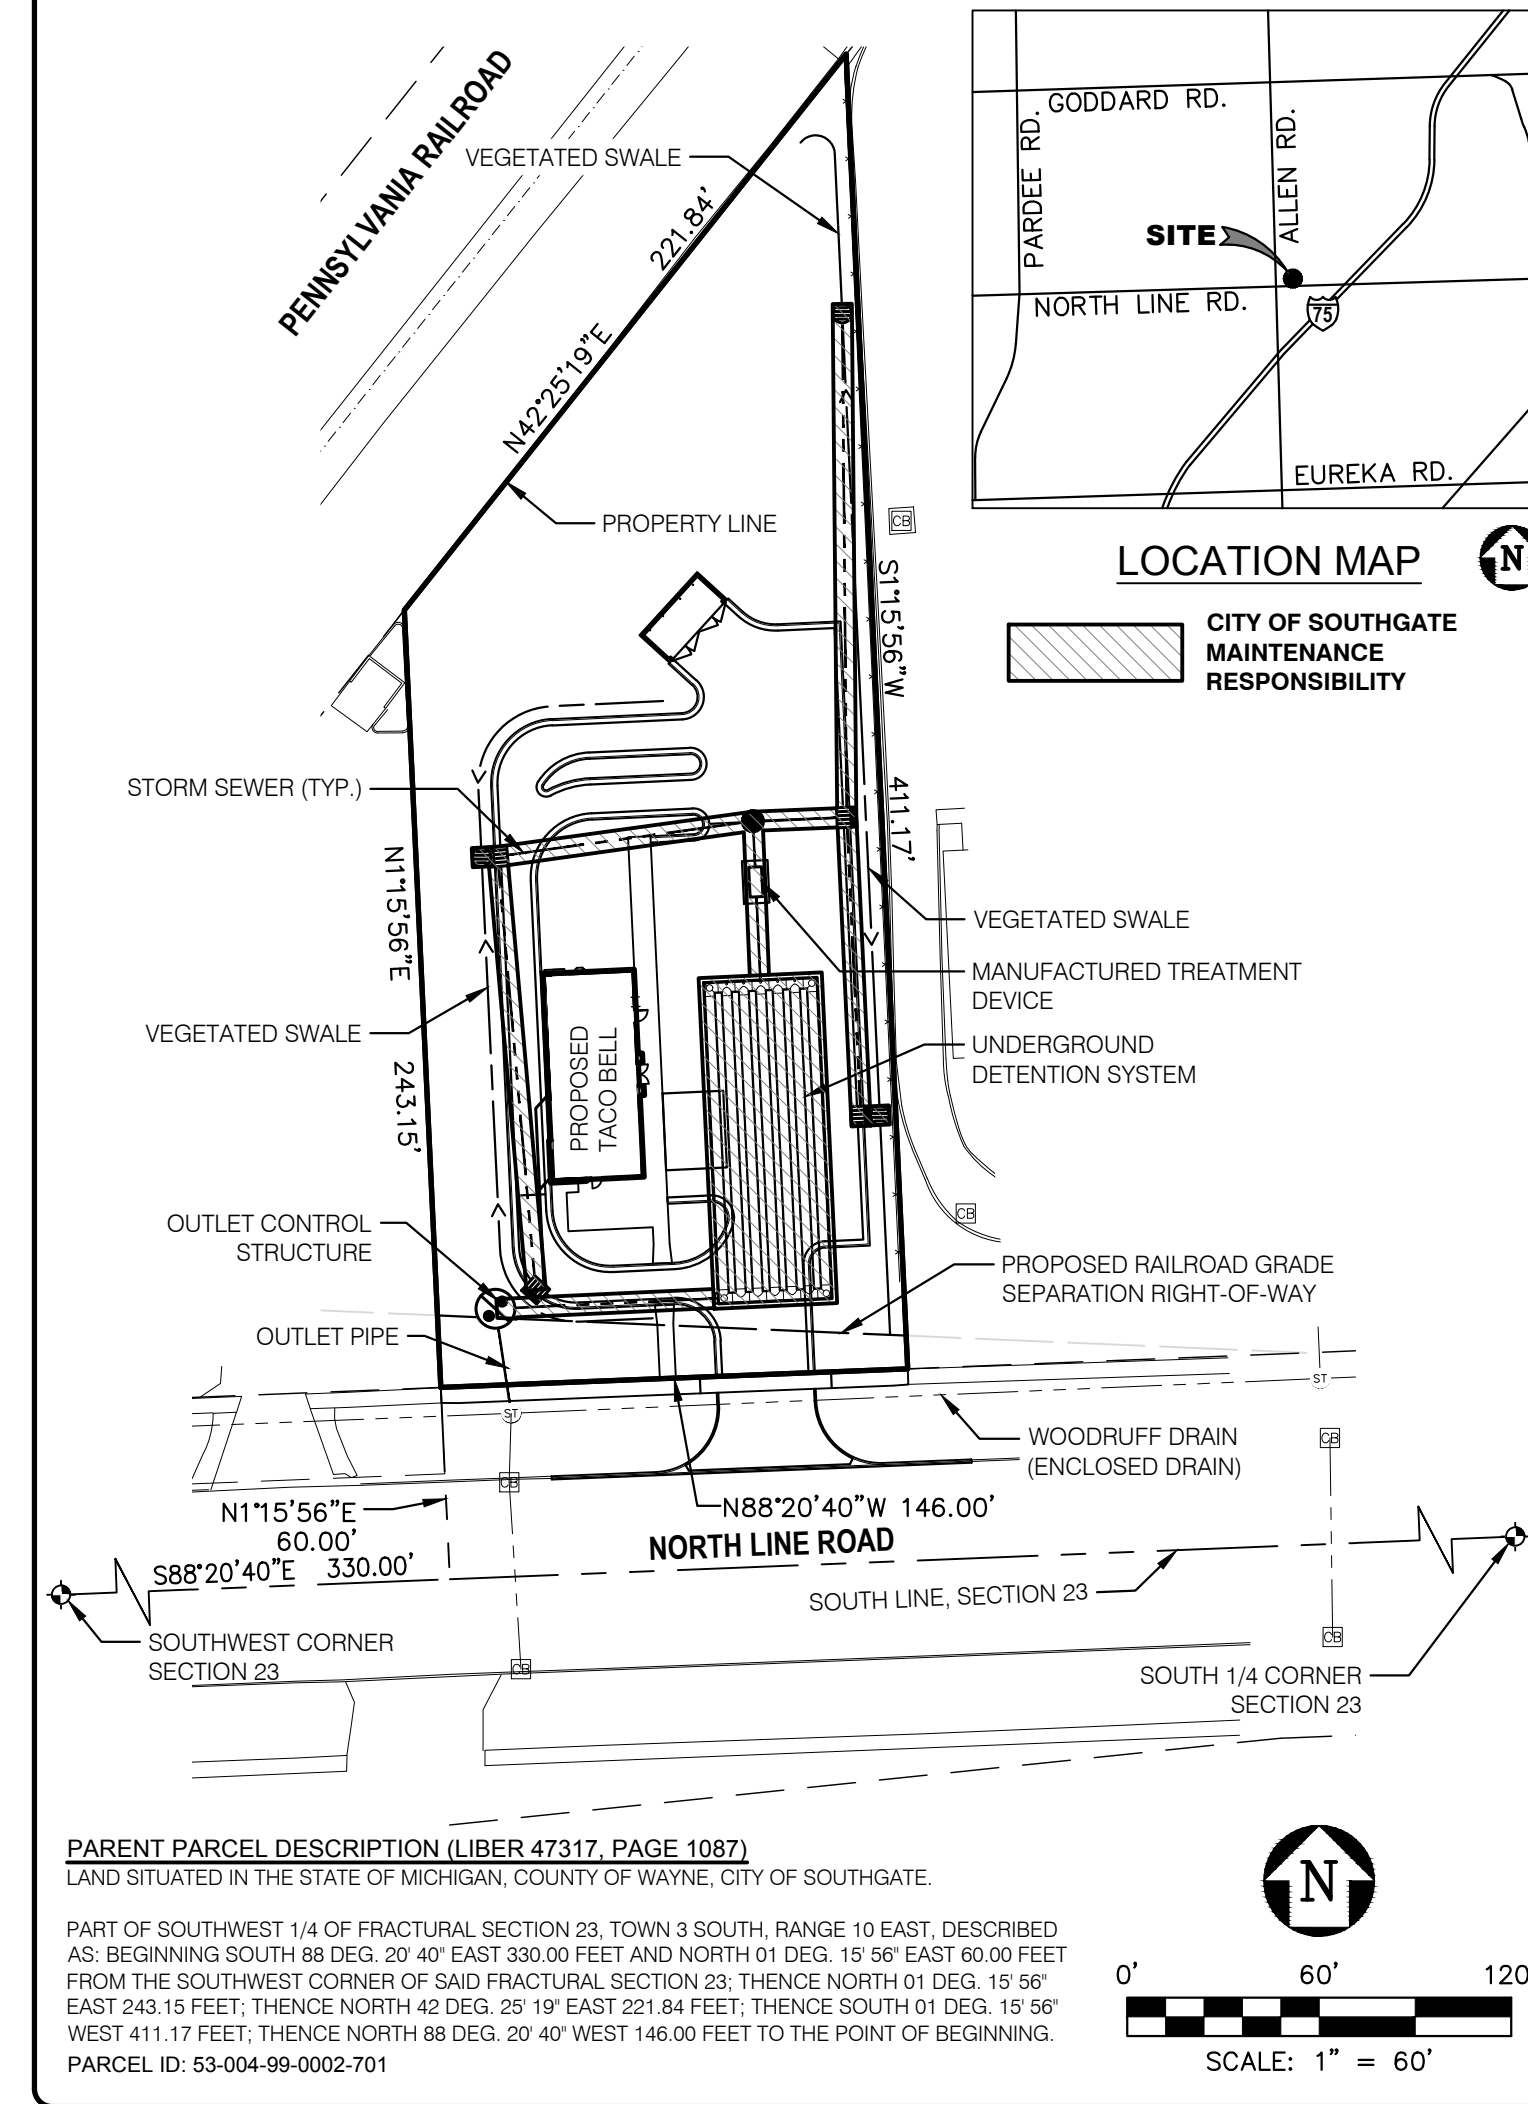 PENNSYLVANIA RAILROAD
VEGETATED SWALE
221.84'
N42°25'19"E
PROPERTY LINE
GODDARD RD.
PARDEE RD.
ALLEN RD.
SITE
NORTH LINE RD.
75
EUREKA RD.
LOCATION MAP
N
CITY OF SOUTHGATE
MAINTENANCE
RESPONSIBILITY
CB
S1°15'56"W
411.17'
STORM SEWER (TYP.)
N1°15'56"E
243.15'
VEGETATED SWALE
VEGETATED SWALE
MANUFACTURED TREATMENT
DEVICE
UNDERGROUND
DETENTION SYSTEM
PROPOSED
TACO BELL
OUTLET CONTROL
STRUCTURE
OUTLET PIPE
CB
PROPOSED RAILROAD GRADE
SEPARATION RIGHT-OF-WAY
ST
ST
WOODRUFF DRAIN
(ENCLOSED DRAIN)
CB
CB
N1°15'56"E
60.00'
N88°20'40"W 146.00'
NORTH LINE ROAD
S88°20'40"E 330.00'
SOUTH LINE, SECTION 23
SOUTHWEST CORNER
SECTION 23
CB
CB
SOUTH 1/4 CORNER
SECTION 23
PARENT PARCEL DESCRIPTION (LIBER 47317, PAGE 1087)
LAND SITUATED IN THE STATE OF MICHIGAN, COUNTY OF WAYNE, CITY OF SOUTHGATE.
PART OF SOUTHWEST 1/4 OF FRACTURAL SECTION 23, TOWN 3 SOUTH, RANGE 10 EAST, DESCRIBED
AS: BEGINNING SOUTH 88 DEG. 20' 40" EAST 330.00 FEET AND NORTH 01 DEG. 15' 56" EAST 60.00 FEET
FROM THE SOUTHWEST CORNER OF SAID FRACTURAL SECTION 23; THENCE NORTH 01 DEG. 15' 56"
EAST 243.15 FEET; THENCE NORTH 42 DEG. 25' 19" EAST 221.84 FEET; THENCE SOUTH 01 DEG. 15' 56"
WEST 411.17 FEET; THENCE NORTH 88 DEG. 20' 40" WEST 146.00 FEET TO THE POINT OF BEGINNING.
PARCEL ID: 53-004-99-0002-701
N
0' 60' 120
SCALE: 1" = 60'